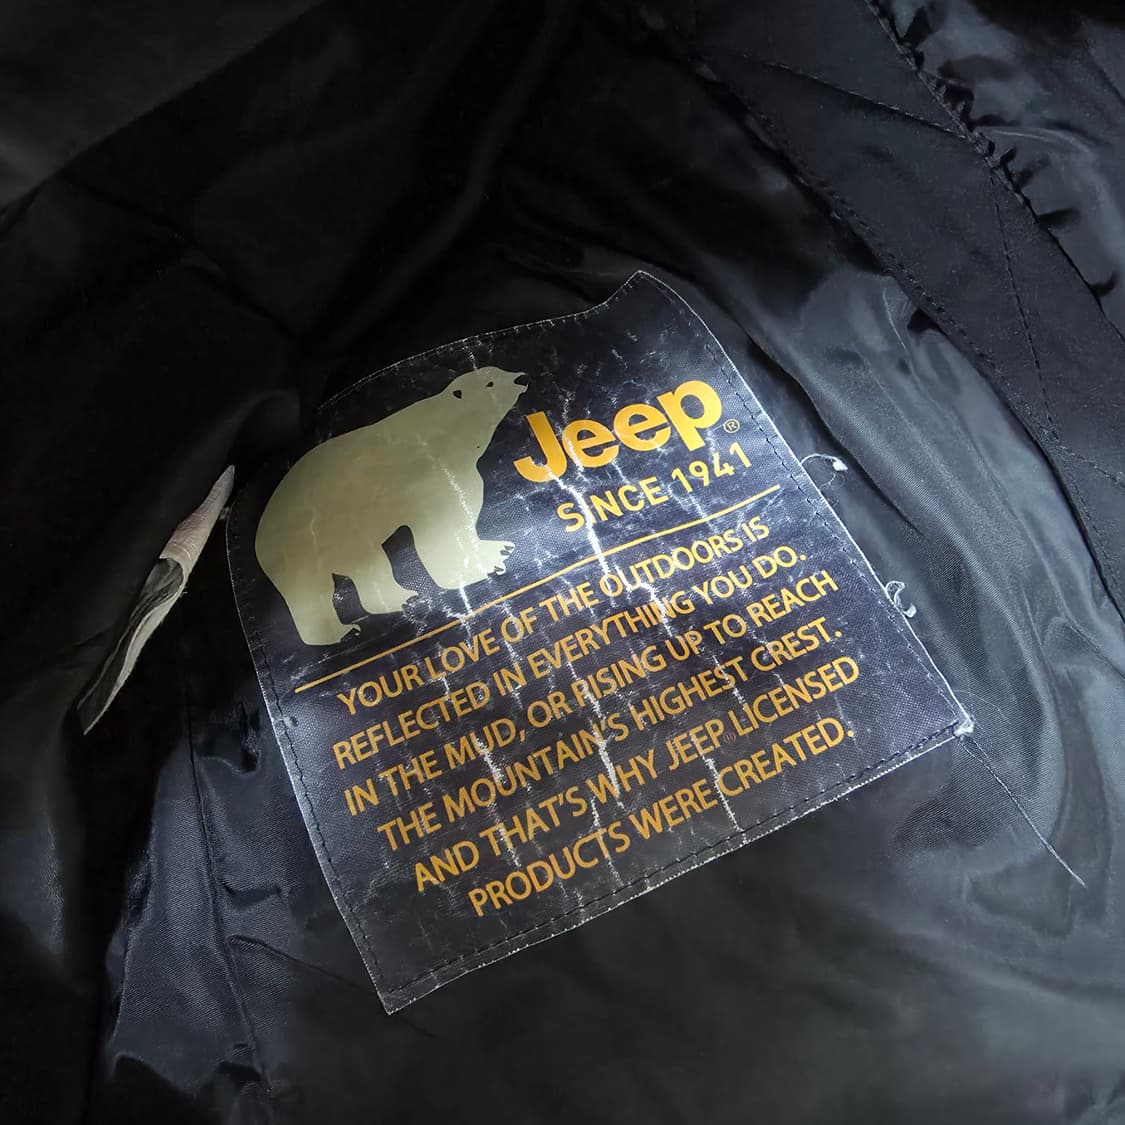 Jeep®
SINCE 1941
YOUR LOVE OF THE OUTDOORS IS
REFLECTED IN EVERYTHING YOU DO.
IN THE MUD, OR RISING UP TO REACH
THE MOUNTAIN'S HIGHEST CREST.
AND THAT'S WHY JEEP® LICENSED
PRODUCTS WERE CREATED.